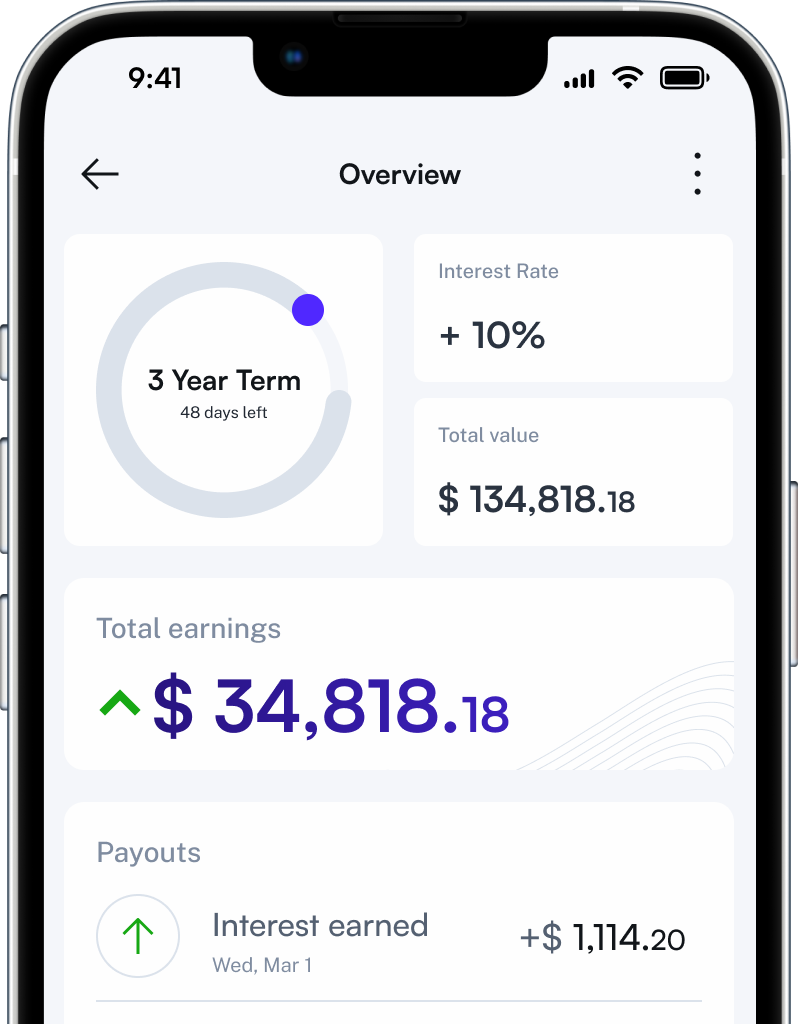 9:41
Overview
3 Year Term
48 days left
Interest Rate
+ 10%
Total value
$ 134,818.18
Total earnings
$ 34,818.18
Payouts
Interest earned
+$ 1,114.20
Wed, Mar 1